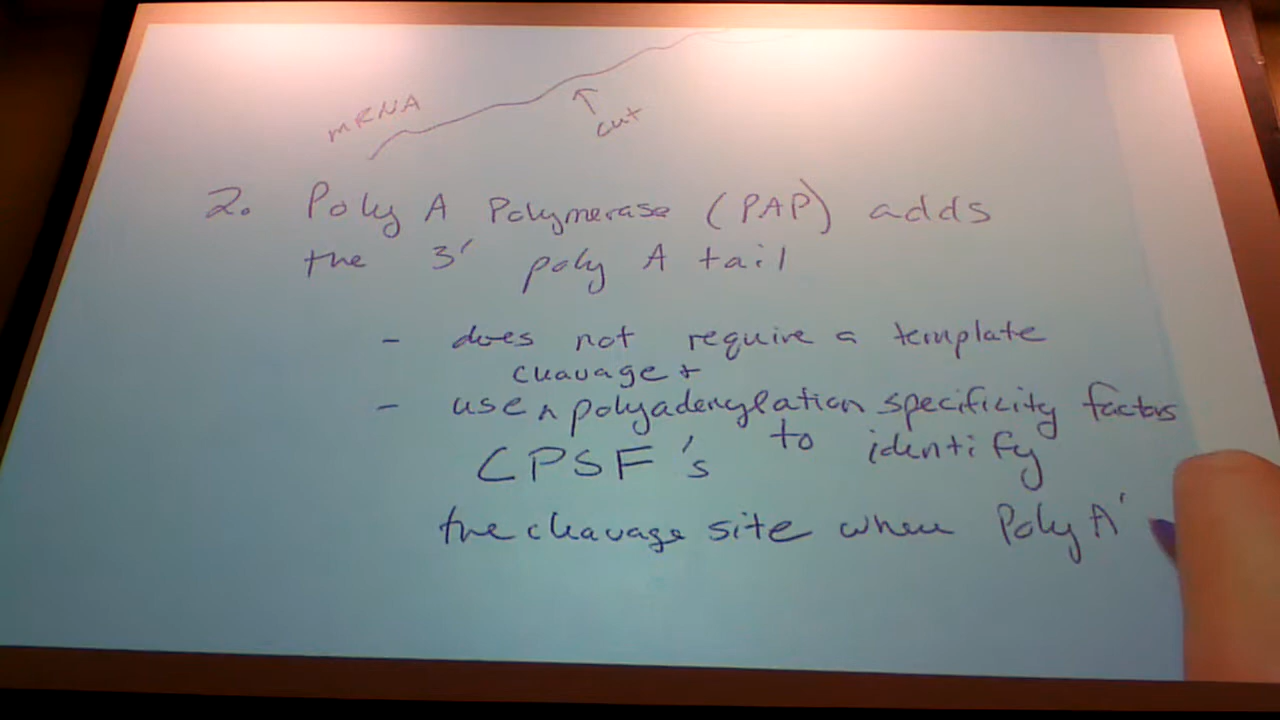 mRNA
cut
2. Poly A Polymerase (PAP) adds
the 3' poly A tail
- does not require a template
cleavage +
- use ^ polyadenylation specificity factors
CPSF's to identify
the cleavage site where Poly A'